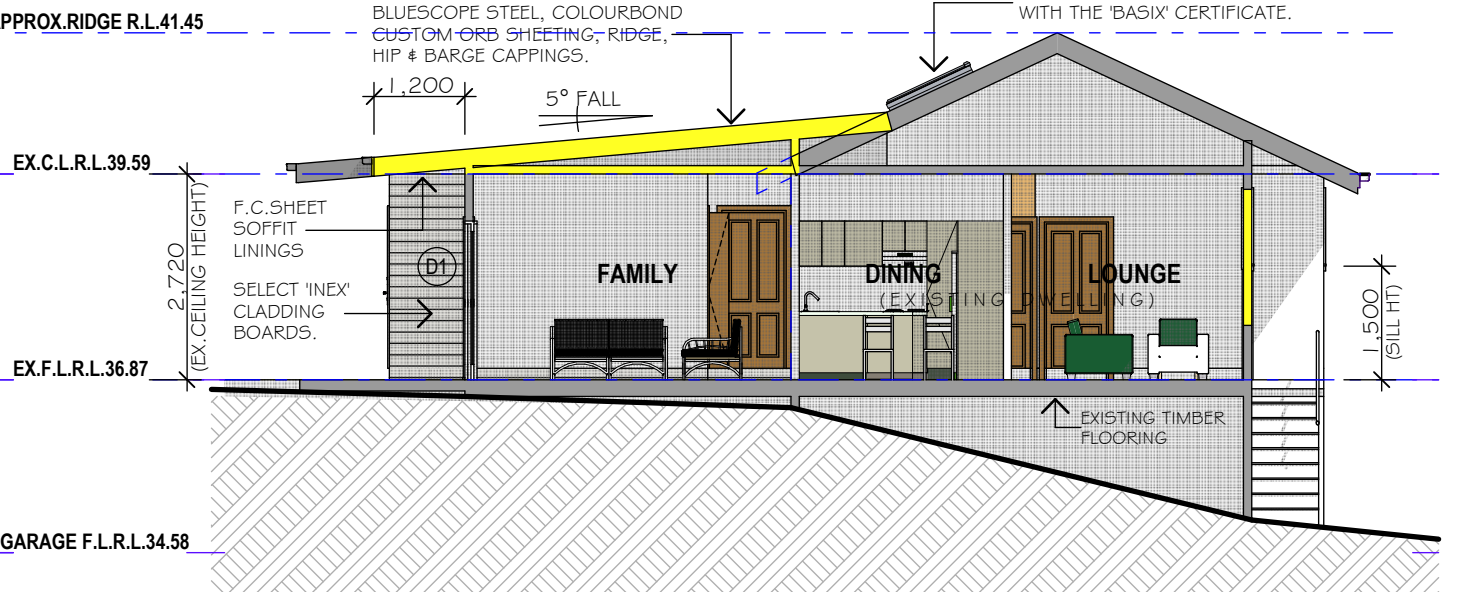 APPROX.RIDGE R.L.41.45
BLUESCOPE STEEL, COLOURBOND
CUSTOM ORB SHEETING, RIDGE,
HIP & BARGE CAPPINGS.
WITH THE 'BASIX' CERTIFICATE.
1,200
5° FALL
EX.C.L.R.L.39.59
F.C.SHEET
SOFFIT
LININGS
2,720
(EX.CEILING HEIGHT)
D1
SELECT 'INEX'
CLADDING
BOARDS.
FAMILY
DINING
LOUNGE
(EXISTING DWELLING)
1,500
(SILL HT)
EX.F.L.R.L.36.87
EXISTING TIMBER
FLOORING
GARAGE F.L.R.L.34.58